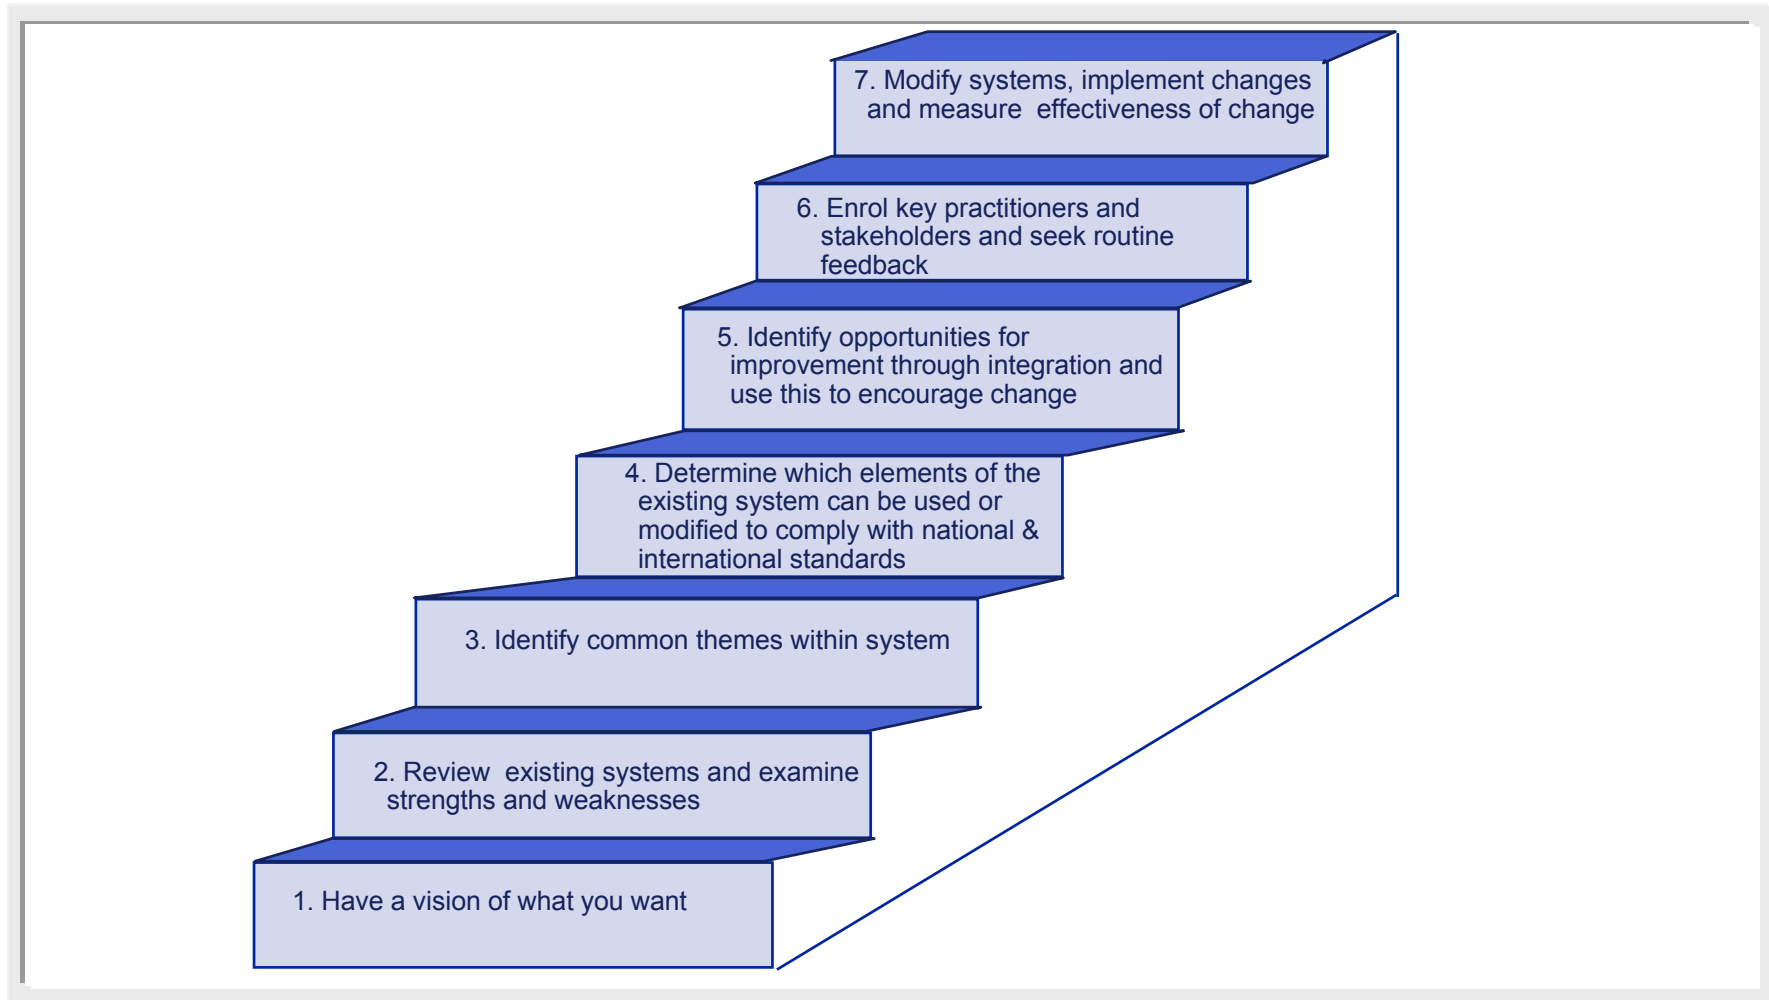 7. Modify systems, implement changes
and measure  effectiveness of change
6. Enrol key practitioners and
stakeholders and seek routine
feedback
5. Identify opportunities for
improvement through integration and
use this to encourage change
4. Determine which elements of the
existing system can be used or
modified to comply with national &
international standards
3. Identify common themes within system
2. Review  existing systems and examine
strengths and weaknesses
1. Have a vision of what you want